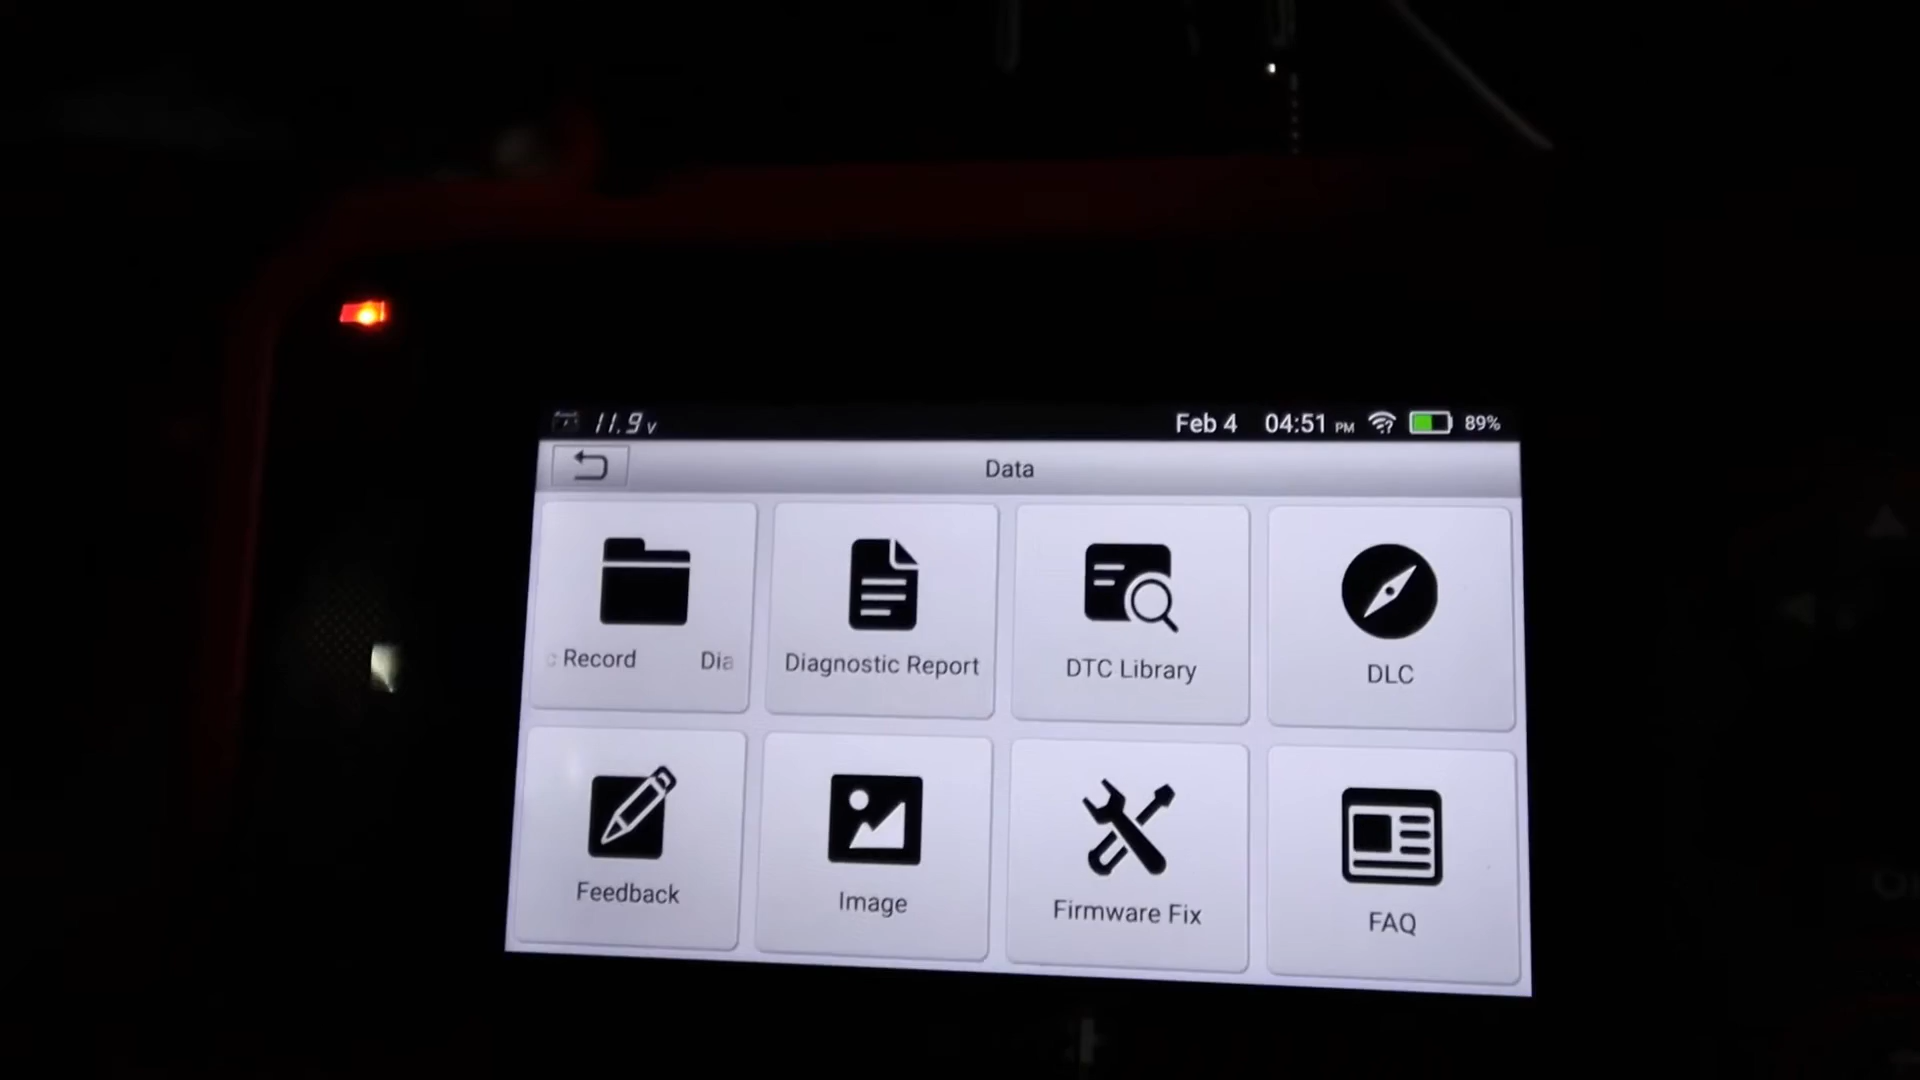 11.9 v
Feb 4 04:51 PM 89%
Data
c Record Dia
Diagnostic Report
DTC Library
DLC
Feedback
Image
Firmware Fix
FAQ